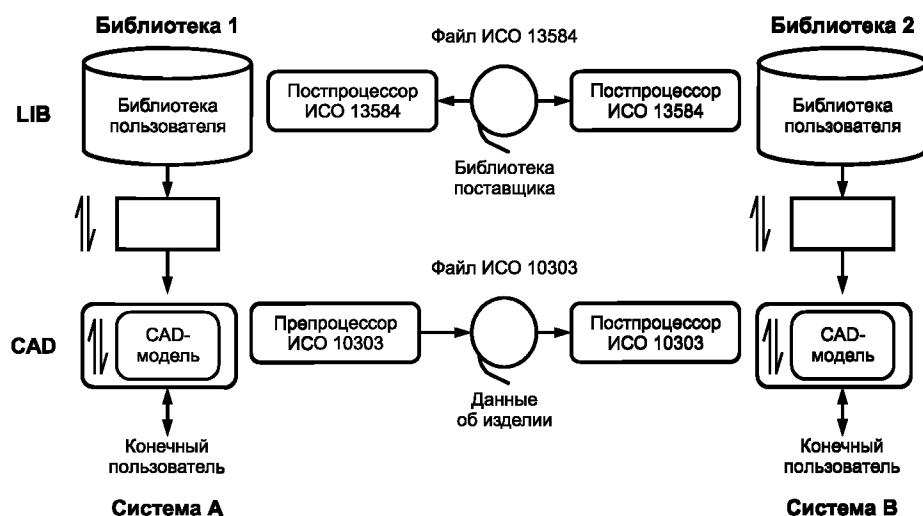 Библиотека 1
Файл ИСО 13584
Библиотека 2
LIB
Библиотека
пользователя
Постпроцессор
ИСО 13584
Постпроцессор
ИСО 13584
Библиотека
пользователя
Библиотека
поставщика
Файл ИСО 10303
CAD
CAD-
модель
Препроцессор
ИСО 10303
Постпроцессор
ИСО 10303
CAD-
модель
Данные
об изделии
Конечный
пользователь
Конечный
пользователь
Система A
Система B